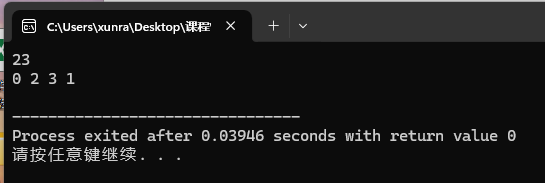 C:\Users\xunra\Desktop\课程
23
0 2 3 1
--------------------------------
Process exited after 0.03946 seconds with return value 0
请按任意键继续. . .